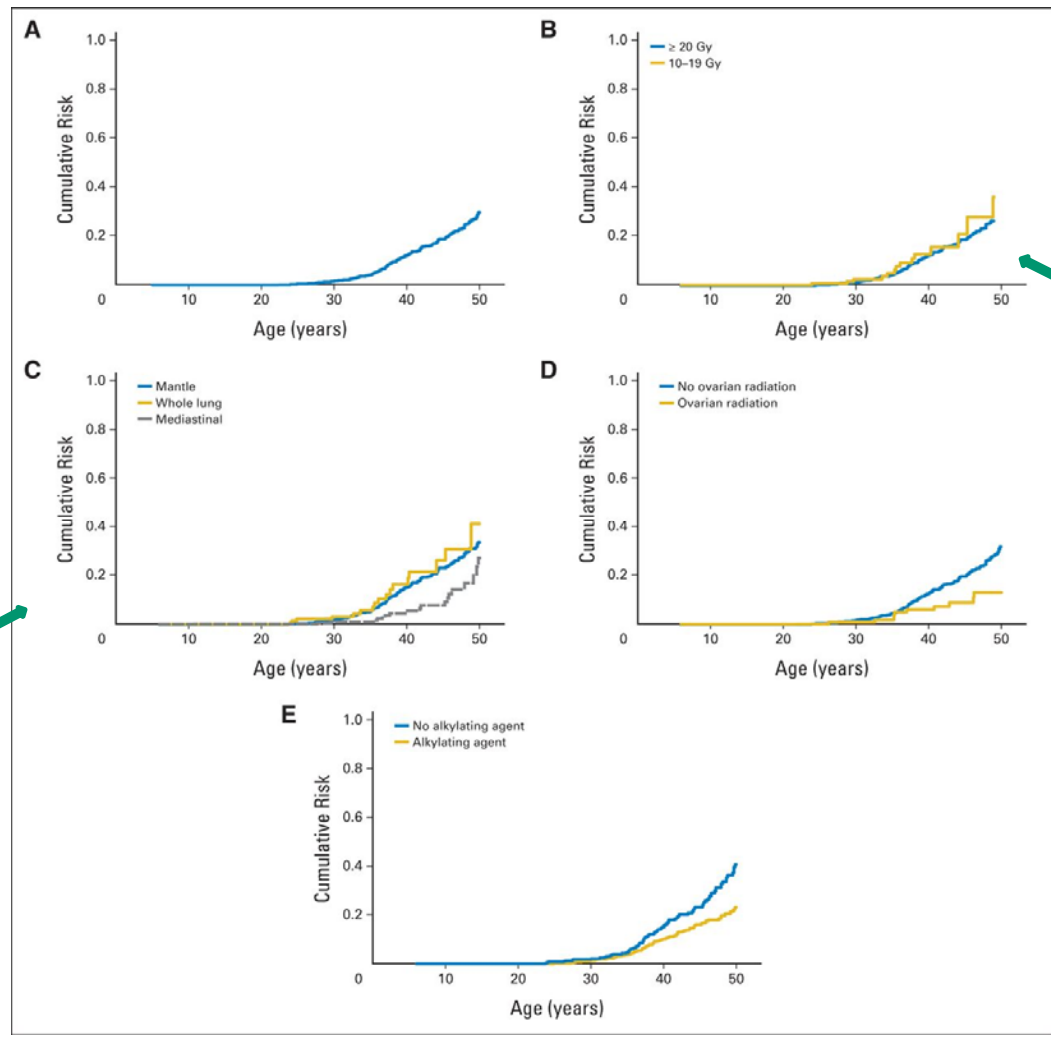 A
1.0
0.8
0.6
0.4
0.2
0
10
20
30
40
50
Cumulative Risk
Age (years)
B
≥ 20 Gy
10–19 Gy
1.0
0.8
0.6
0.4
0.2
0
10
20
30
40
50
Cumulative Risk
Age (years)
C
Mantle
Whole lung
Mediastinal
1.0
0.8
0.6
0.4
0.2
0
10
20
30
40
50
Cumulative Risk
Age (years)
D
No ovarian radiation
Ovarian radiation
1.0
0.8
0.6
0.4
0.2
0
10
20
30
40
50
Cumulative Risk
Age (years)
E
No alkylating agent
Alkylating agent
1.0
0.8
0.6
0.4
0.2
0
10
20
30
40
50
Cumulative Risk
Age (years)